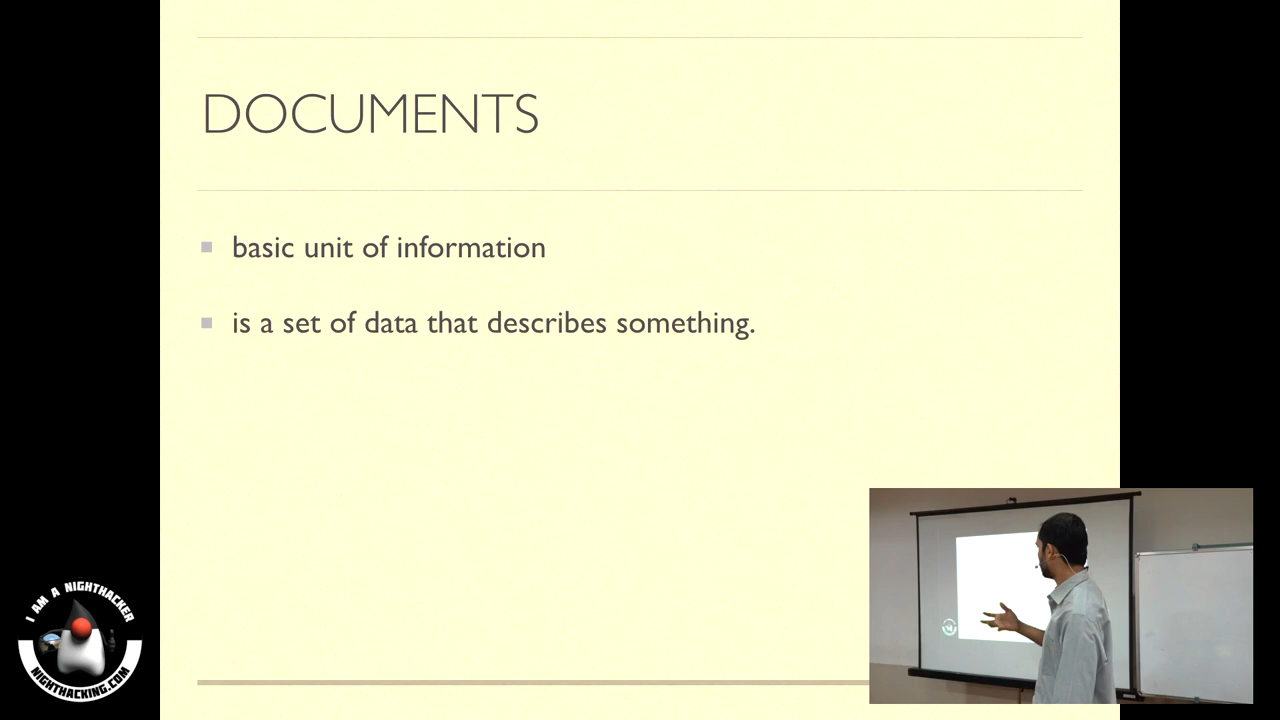 DOCUMENTS
basic unit of information
is a set of data that describes something.
I AM A NIGHTHACKER
NIGHTHACKING.COM